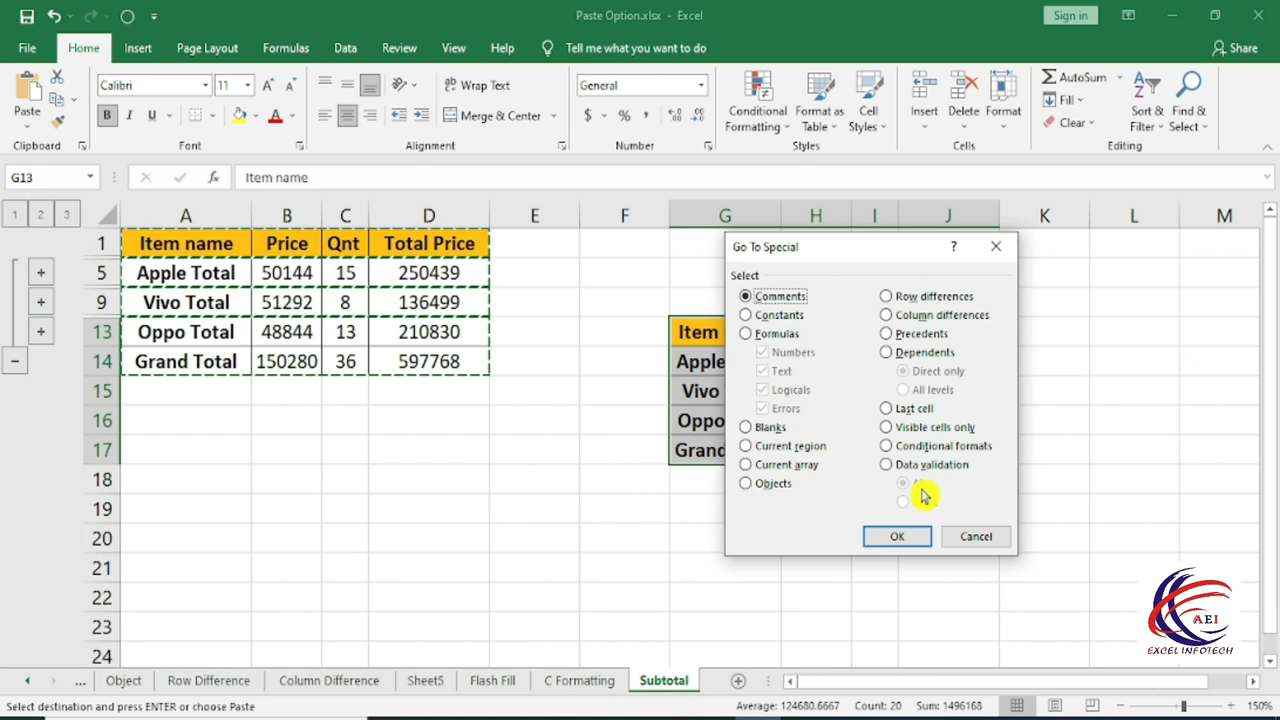 Paste Option.xlsx - Excel
Sign in
File Home Insert Page Layout Formulas Data Review View Help Tell me what you want to do Share
Paste
Clipboard
Calibri 11
B I U A
Font
Wrap Text
Merge & Center
Alignment
General
$ % ,
Number
Conditional Formatting
Format as Table
Cell Styles
Styles
Insert Delete Format
Cells
AutoSum
Fill
Clear
Sort & Filter
Find & Select
Editing
G13 fx Item name
1 2 3
A B C D E F G H I J K L M
1 Item name Price Qnt Total Price
5 Apple Total 50144 15 250439
9 Vivo Total 51292 8 136499
13 Oppo Total 48844 13 210830
14 Grand Total 150280 36 597768
15
16
17
18
19
20
21
22
23
24
Item
Apple
Vivo
Oppo
Grand
Go To Special ?
Select
Comments
Constants
Formulas
Numbers
Text
Logicals
Errors
Blanks
Current region
Current array
Objects
Row differences
Column differences
Precedents
Dependents
Direct only
All levels
Last cell
Visible cells only
Conditional formats
Data validation
OK Cancel
AEI
EXCEL INFOTECH
... Object Row Difference Column Difference Sheet5 Flash Fill C Formatting Subtotal
Select destination and press ENTER or choose Paste Average: 124680.6667 Count: 20 Sum: 1496168 150%